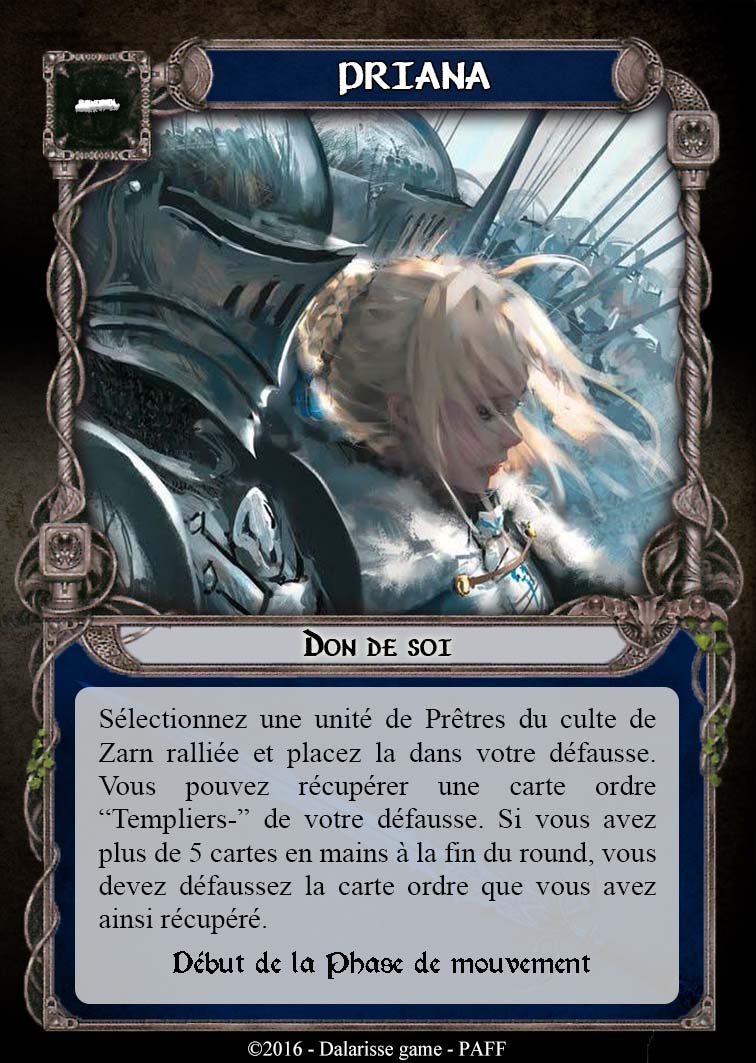 PRIANA
-
Don de soi
Sélectionnez une unité de Prêtres du culte de
Zarn ralliée et placez la dans votre défausse.
Vous pouvez récupérer une carte ordre
“Templiers-” de votre défausse. Si vous avez
plus de 5 cartes en mains à la fin du round, vous
devez défaussez la carte ordre que vous avez
ainsi récupéré.
Début de la Phase de mouvement
©2016 - Dalarisse game - PAFF